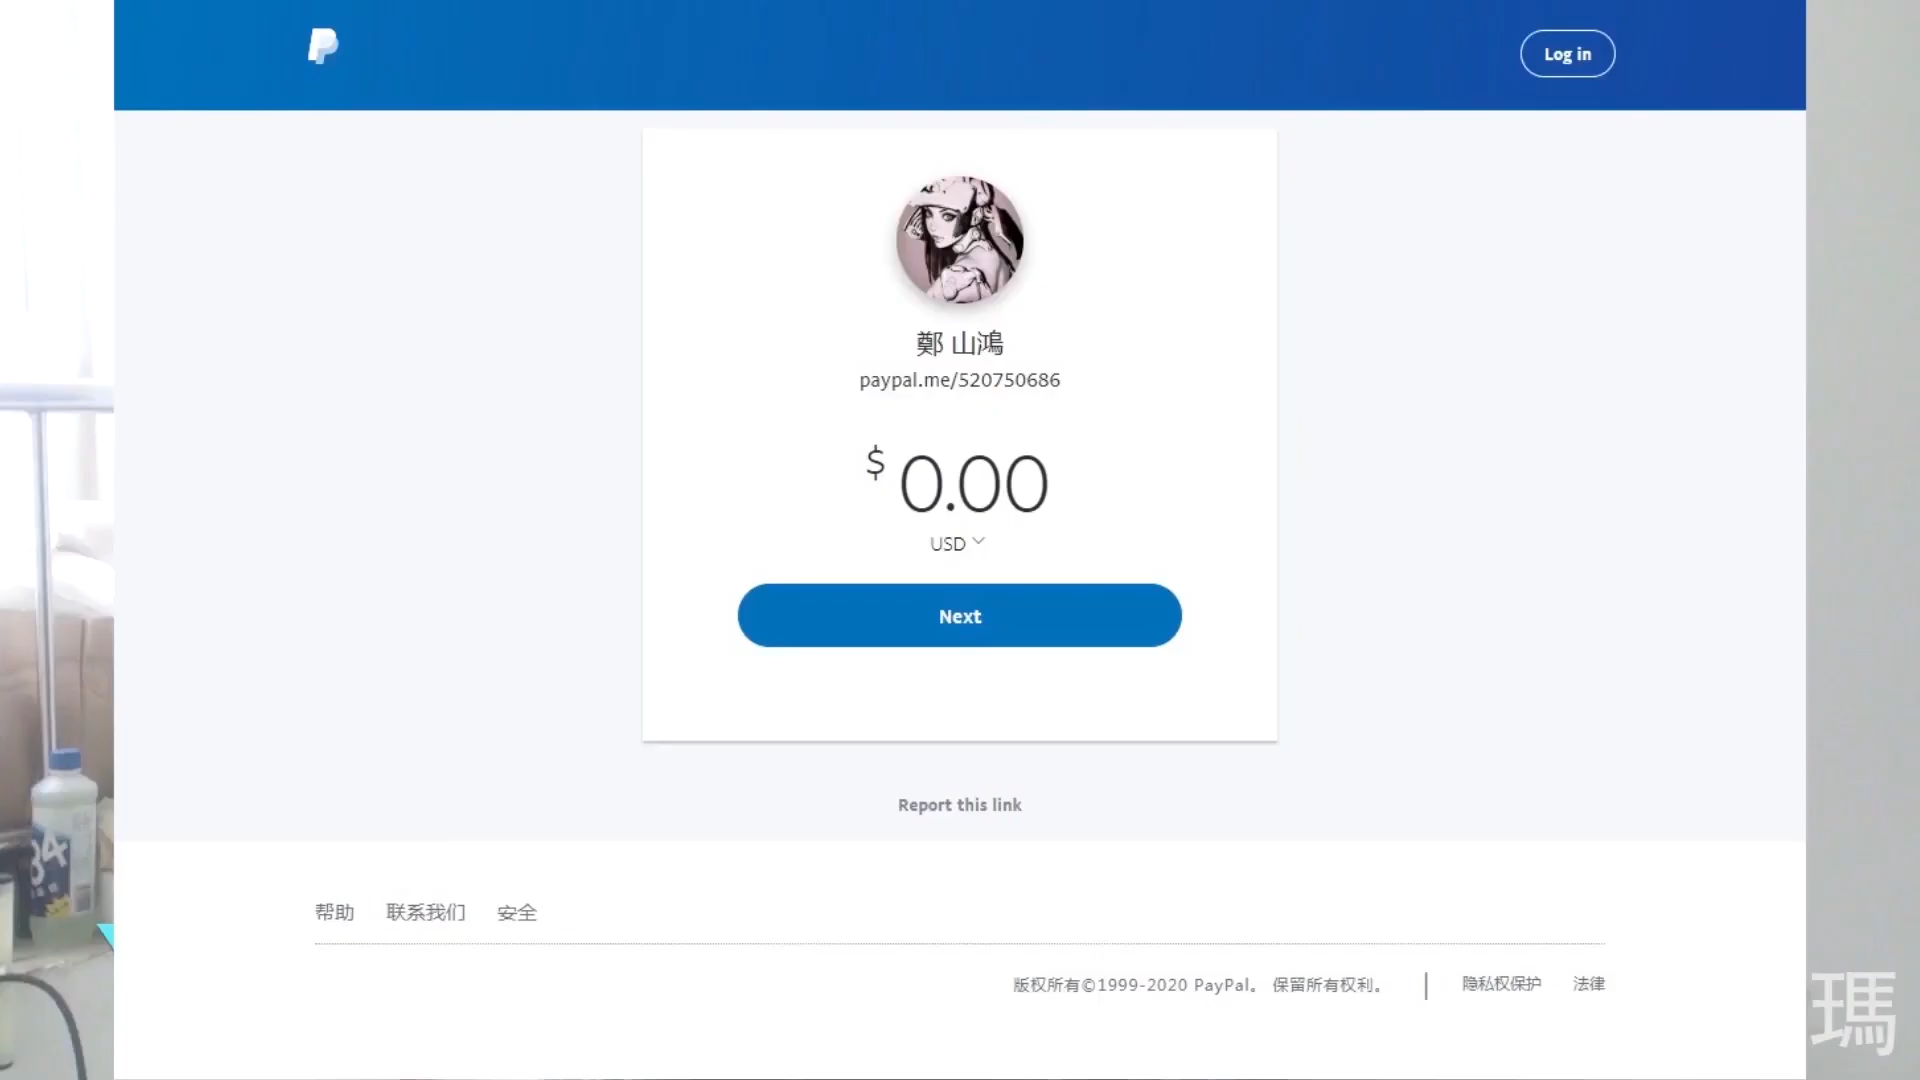 Log in
鄭 山鴻
paypal.me/520750686
$ 0.00
USD
Next
Report this link
帮助 联系我们 安全
版权所有©1999-2020 PayPal。 保留所有权利。 | 隐私权保护 法律
84
瑪